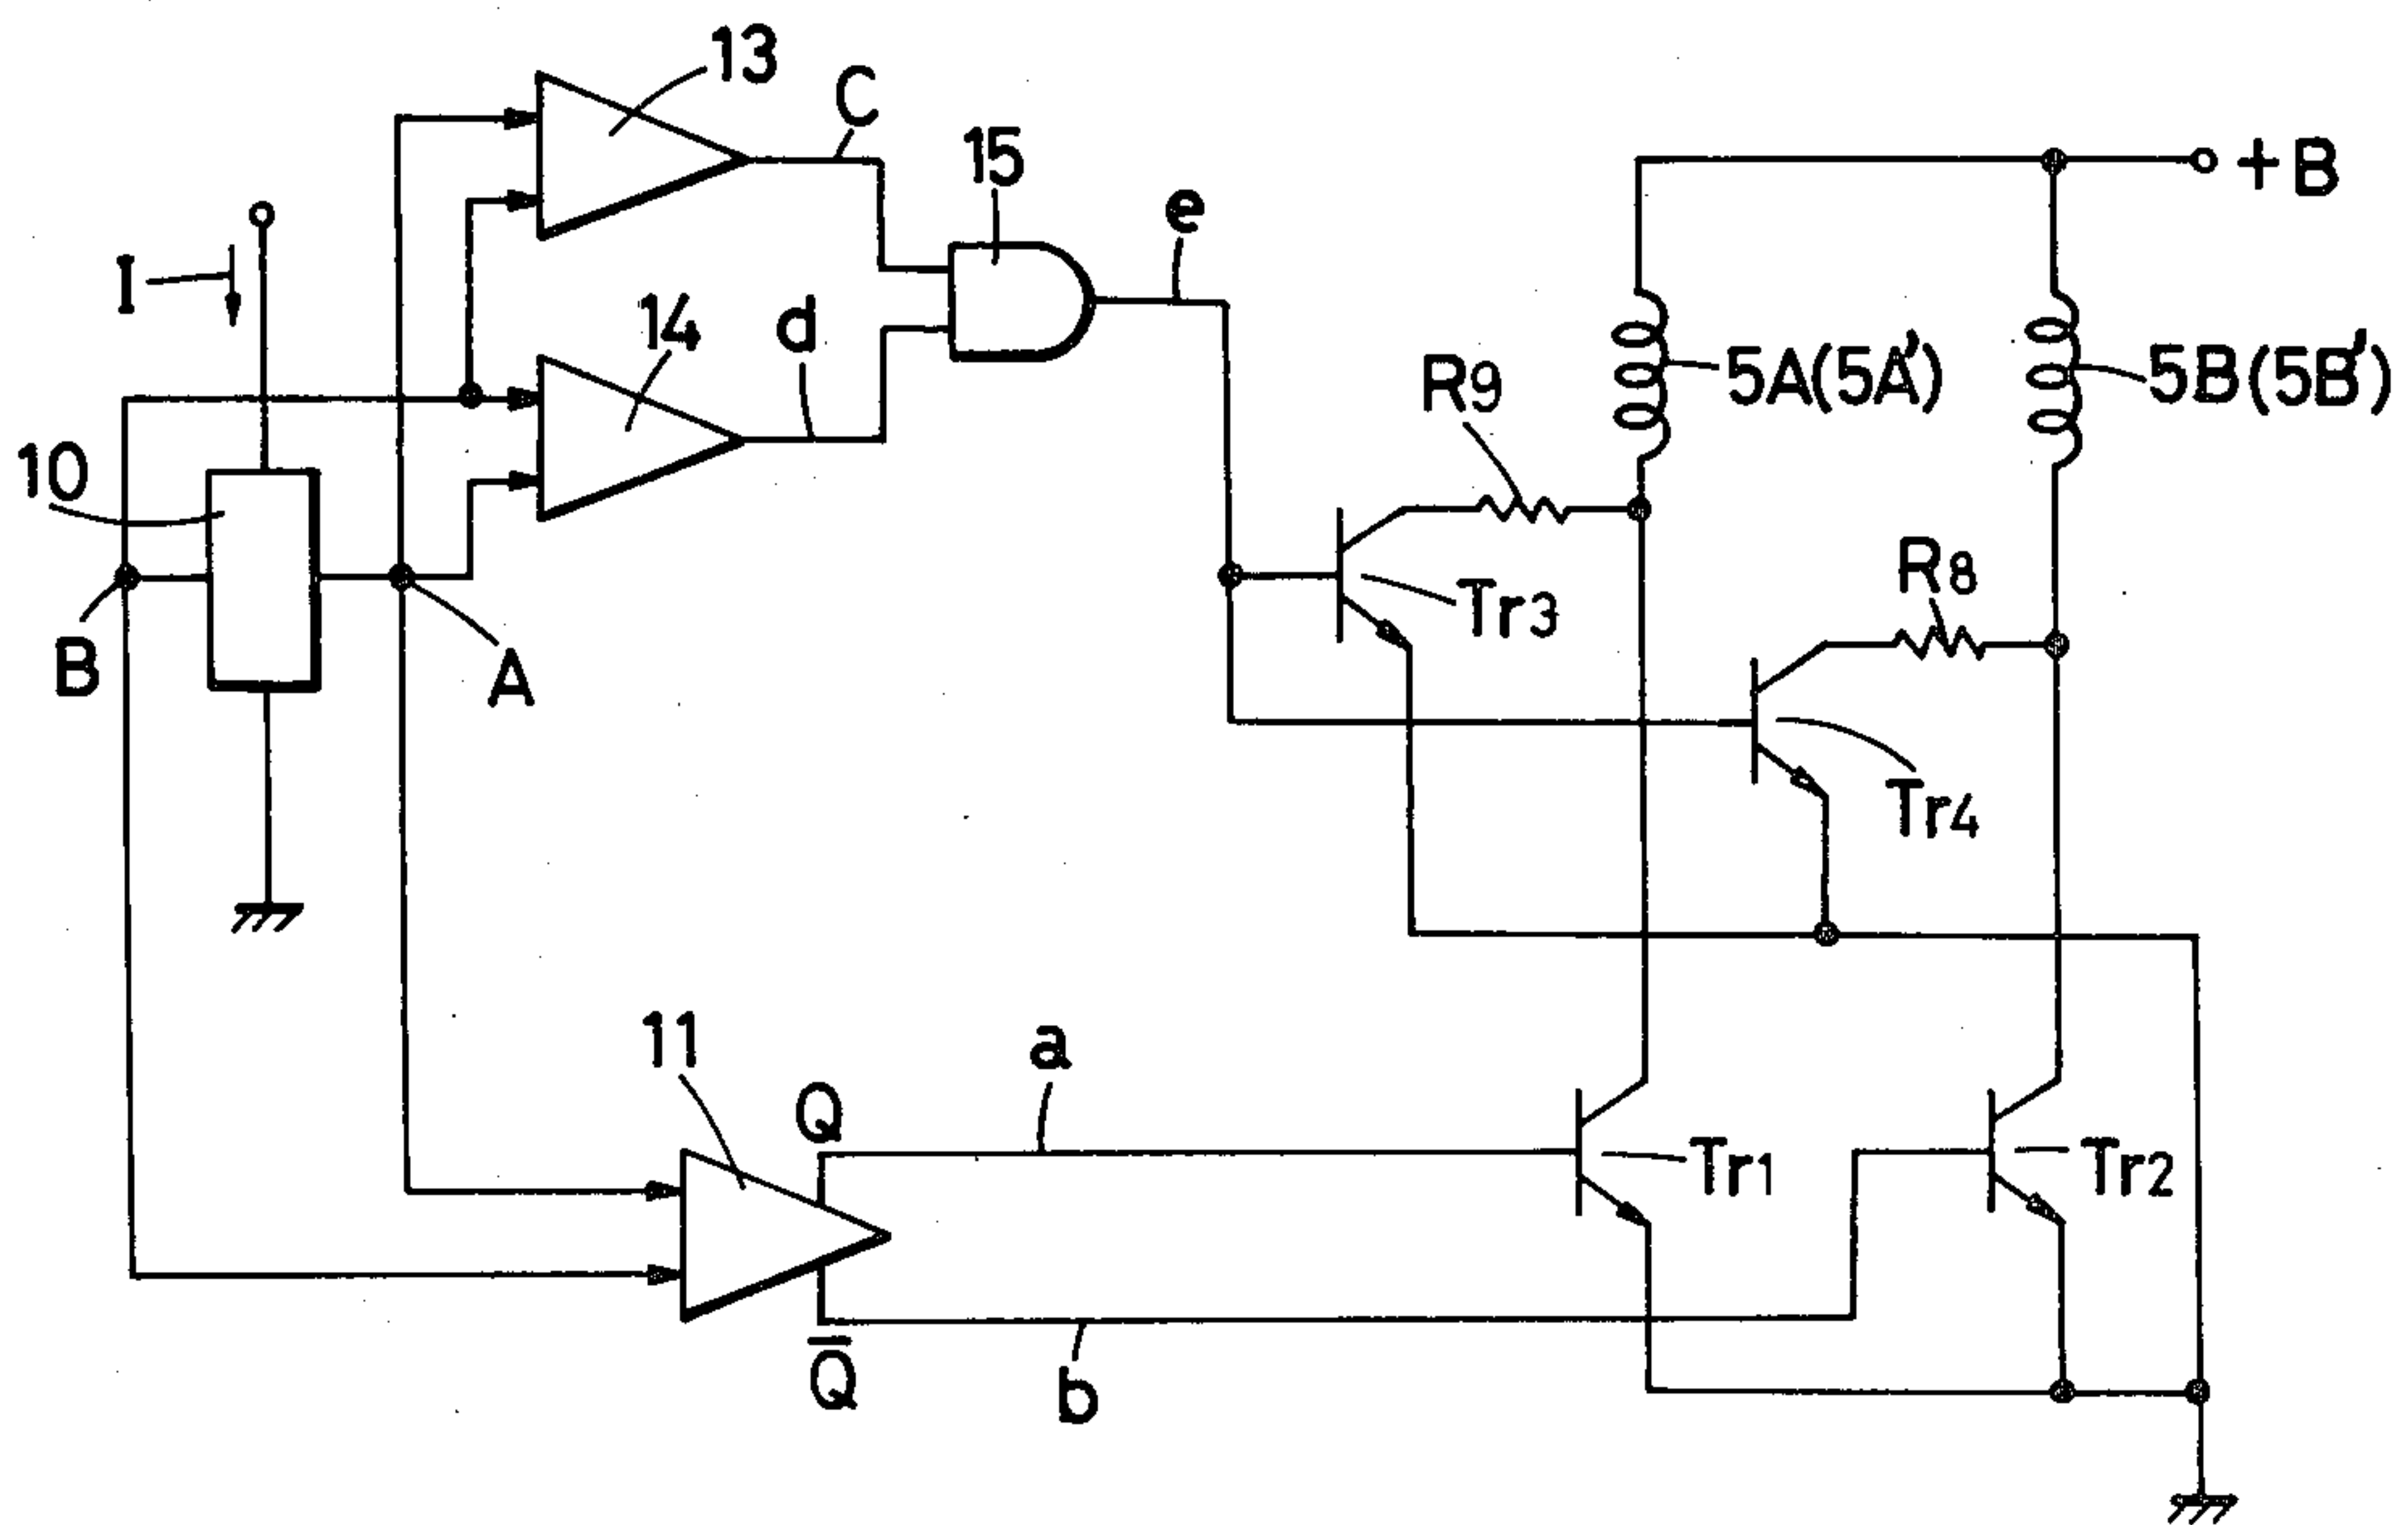 13
C
15
+B
e
I
14
d
R9
5A(5A')
5B(5B')
10
R8
Tr3
B
A
Tr4
11
a
Q
Tr1
Tr2
Q̅
b